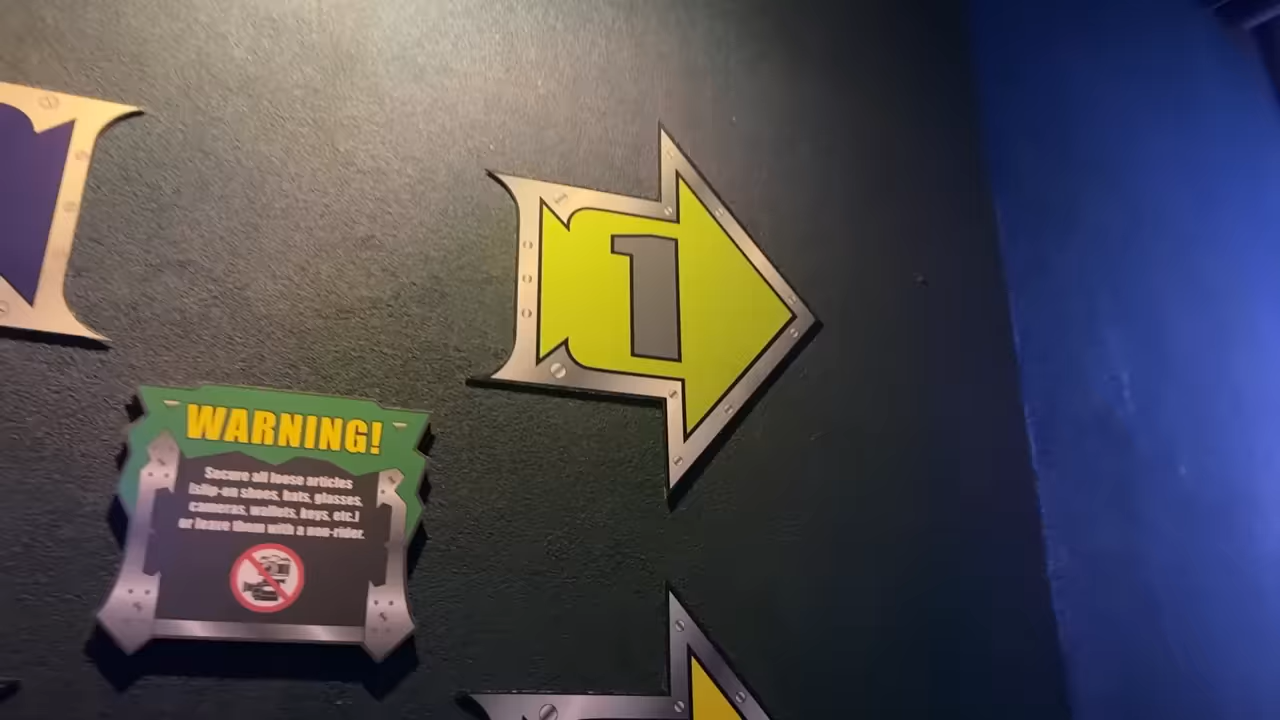 1
WARNING!
Secure all loose articles
(slip-on shoes, hats, glasses,
cameras, wallets, keys, etc.)
or leave them with a non-rider.